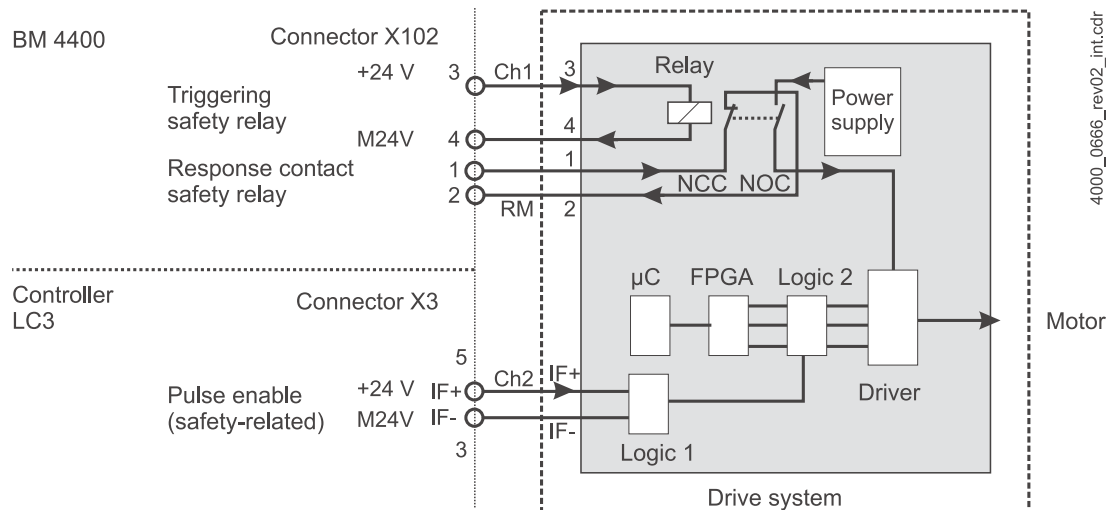 BM 4400
Connector X102
+24 V 3 Ch1 3
Relay
Triggering
safety relay
Power
supply
M24V 4 4
Response contact
safety relay
1 1
NCC NOC
2 RM 2
4000_0666_rev02_int.cdr
Controller
LC3
Connector X3
µC FPGA Logic 2
Motor
5
Pulse enable
(safety-related)
+24 V IF+ Ch2 IF+
M24V IF- IF-
3
Logic 1
Driver
Drive system